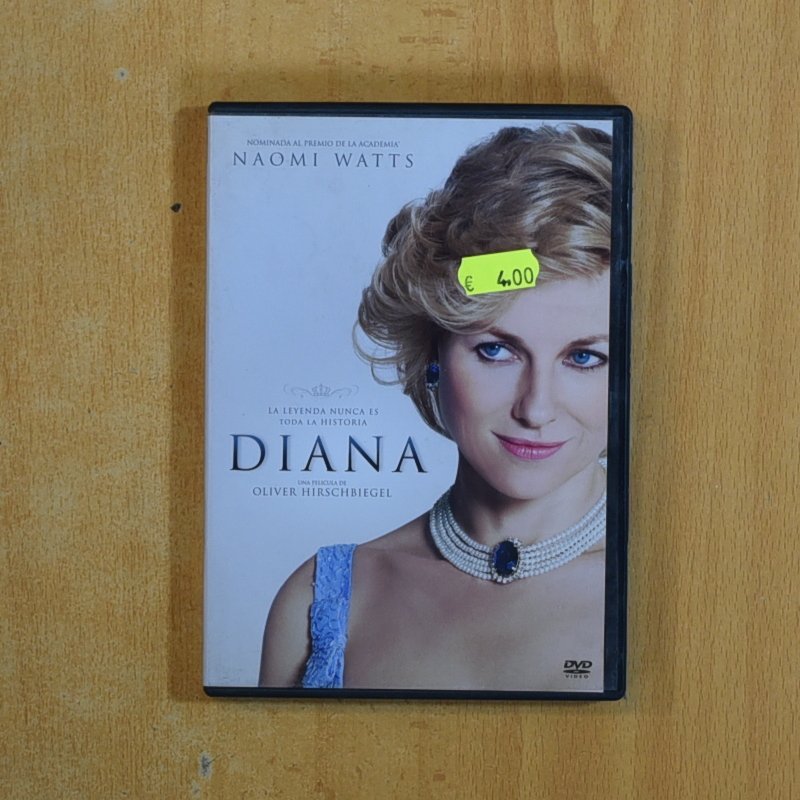 NOMINADA AL PREMIO DE LA ACADEMIA
NAOMI WATTS
€ 4.00
LA LEYENDA NUNCA ES
TODA LA HISTORIA
DIANA
UNA PELÍCULA DE
OLIVER HIRSCHBIEGEL
DVD
VIDEO